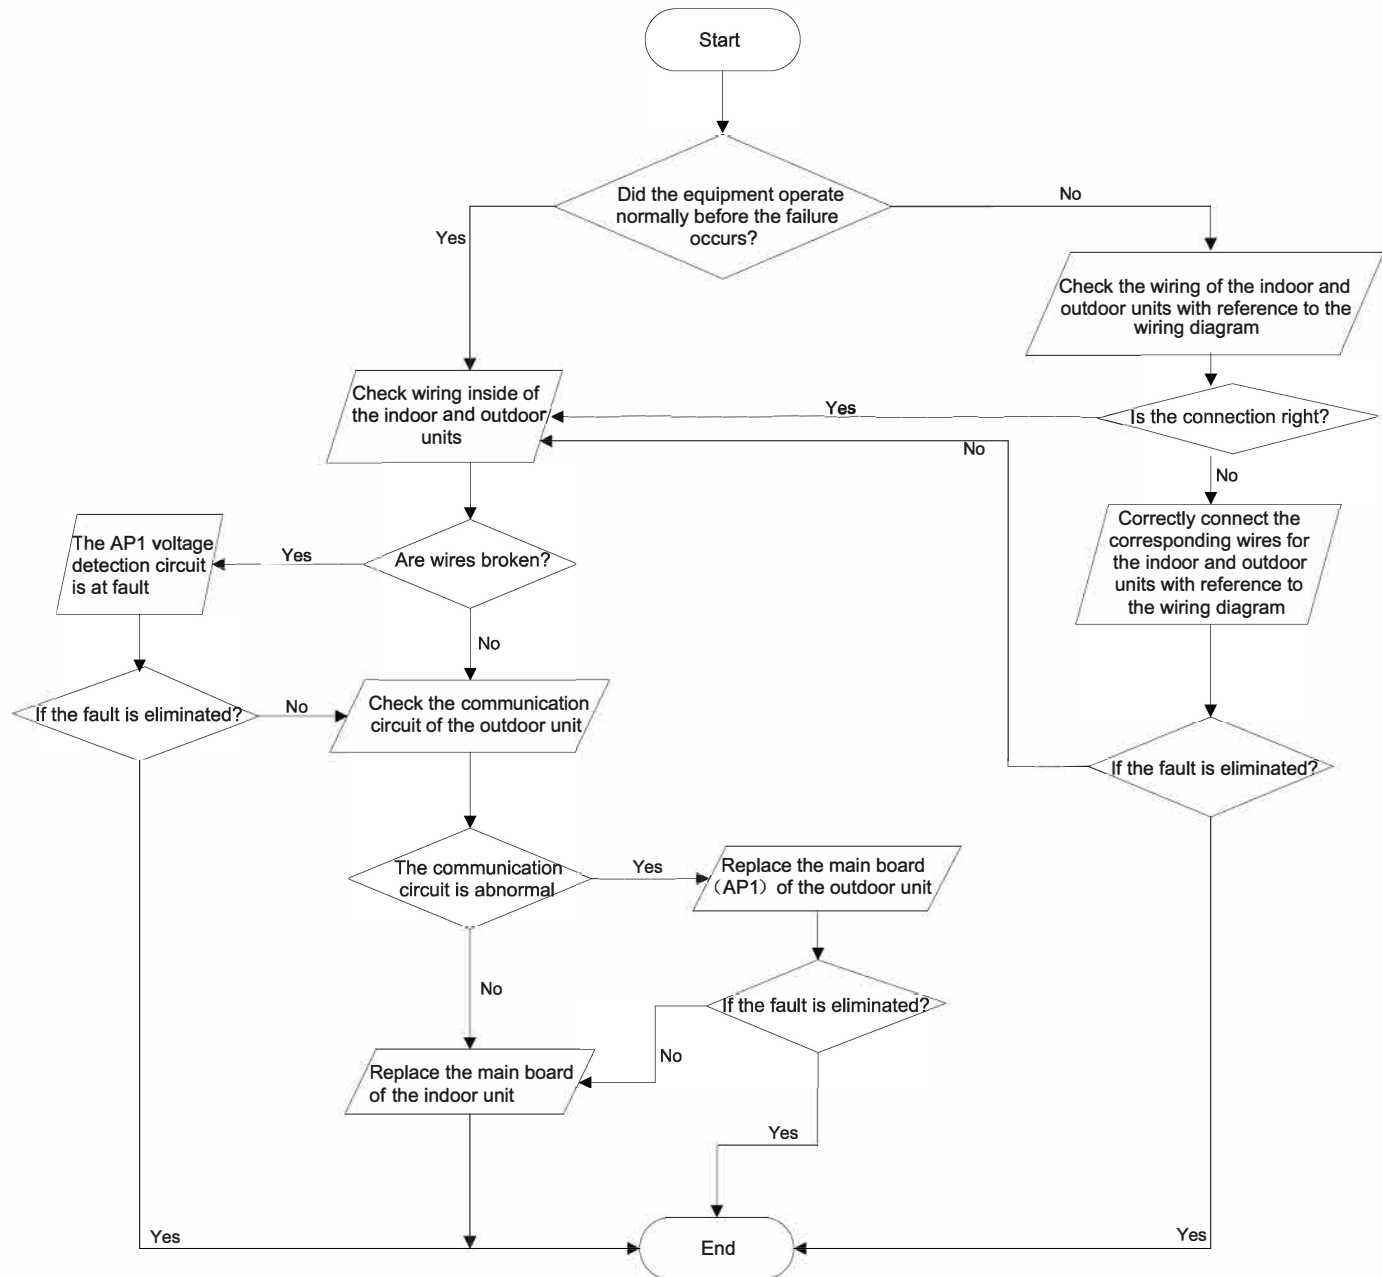 Start
Did the equipment operate
normally before the failure
occurs?
Yes
No
Check the wiring of the indoor and
outdoor units with reference to the
wiring diagram
Check wiring inside of
the indoor and outdoor
units
Yes
Is the connection right?
No
No
The AP1 voltage
detection circuit
is at fault
Yes
Are wires broken?
Correctly connect the
corresponding wires for
the indoor and outdoor
units with reference to
the wiring diagram
No
If the fault is eliminated?
No
Check the communication
circuit of the outdoor unit
If the fault is eliminated?
The communication
circuit is abnormal
Yes
Replace the main board
(AP1) of the outdoor unit
No
If the fault is eliminated?
No
Replace the main board
of the indoor unit
Yes
Yes
Yes
End